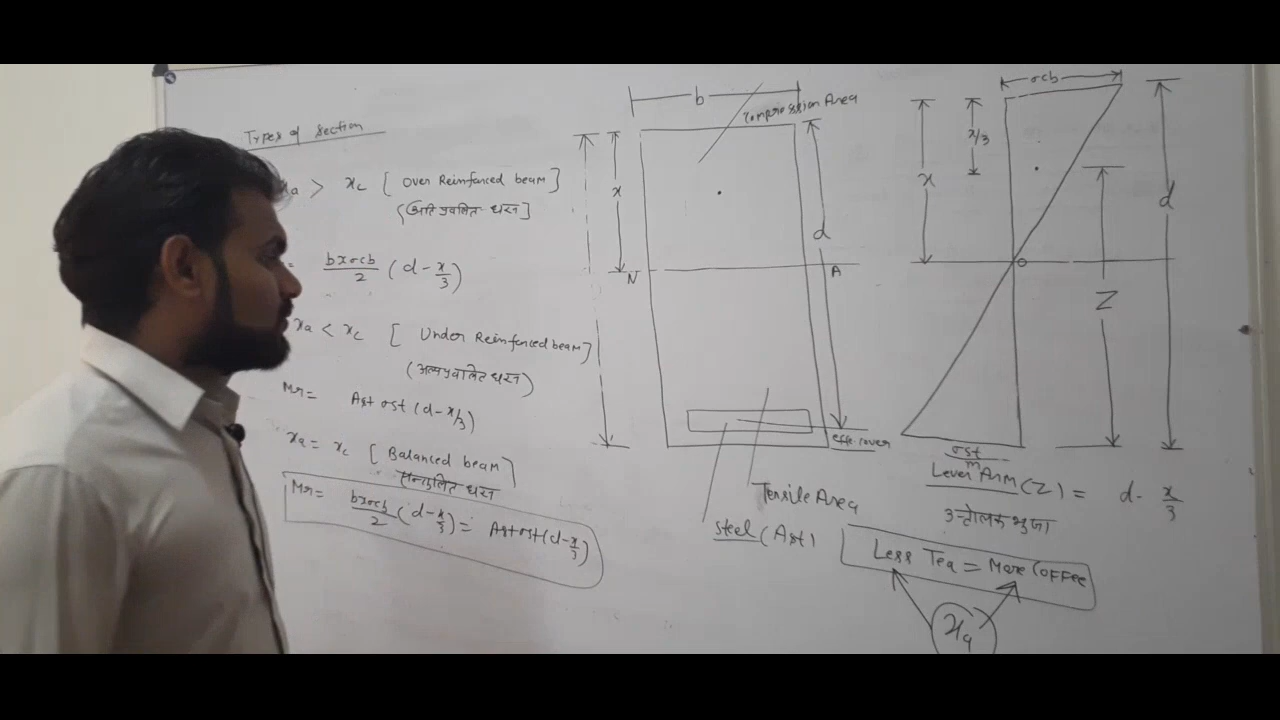 Types of Section
xa > xc [ Over Reinforced beam ]
(अति प्रबलित धरन]
= bxσcb/2 (d-x/3)
xa < xc [ Under Reinforced beam]
(अल्पप्रबलित धरन)
Mr= Ast σst (d-x/3)
xa = xc [ Balanced beam ]
सन्तुलित धरन
Mr= bxσcb/2 (d-x/3) = Ast σst (d-x/3)
b
Compression Area
x
d
N
A
effe. cover
Tensile Area
Steel (Ast)
σcb
x
x/3
d
o
Z
σst/m
Lever Arm (Z) = d- x/3
उन्टोलक भुजा
Less Tea = More Coffee
xa